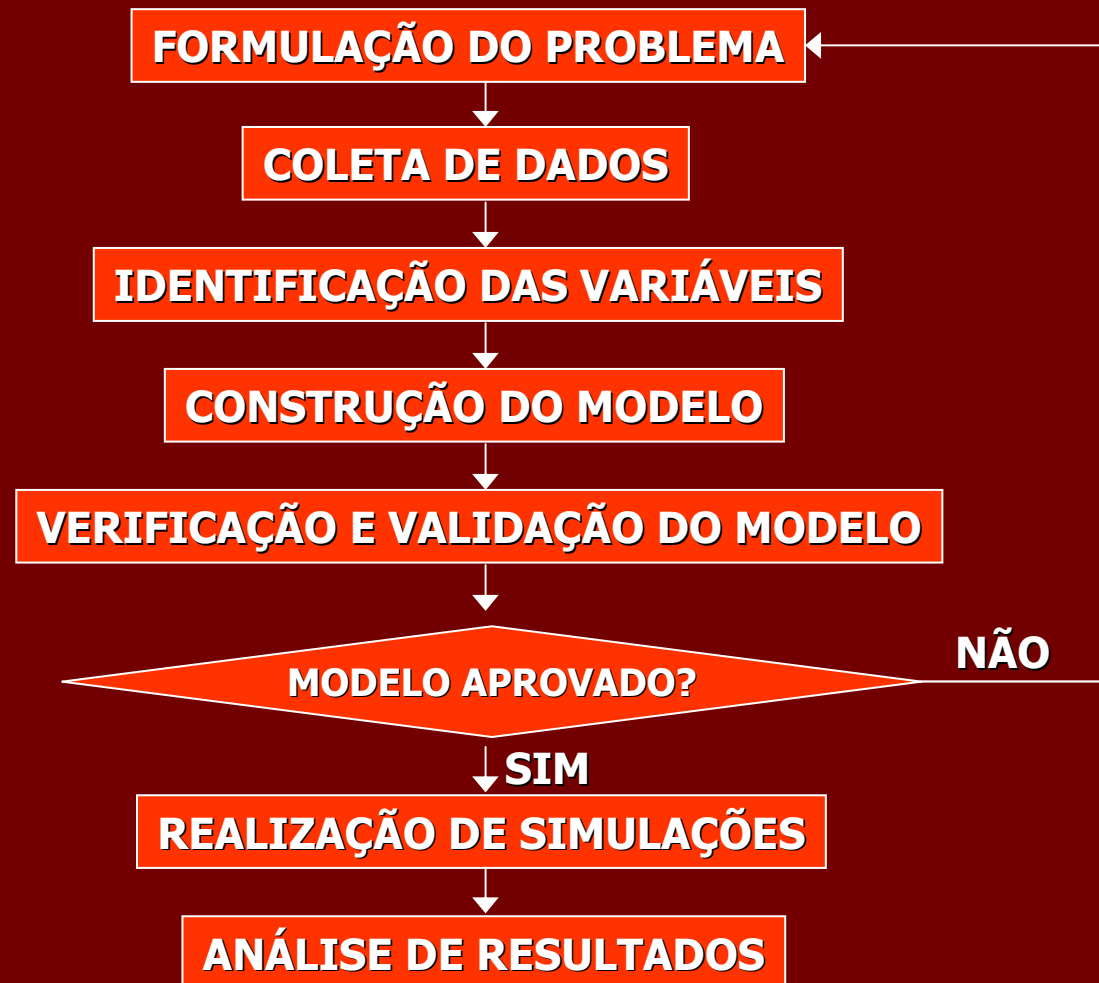 FORMULAÇÃO DO PROBLEMA
COLETA DE DADOS
IDENTIFICAÇÃO DAS VARIÁVEIS
CONSTRUÇÃO DO MODELO
VERIFICAÇÃO E VALIDAÇÃO DO MODELO
MODELO APROVADO?
NÃO
SIM
REALIZAÇÃO DE SIMULAÇÕES
ANÁLISE DE RESULTADOS